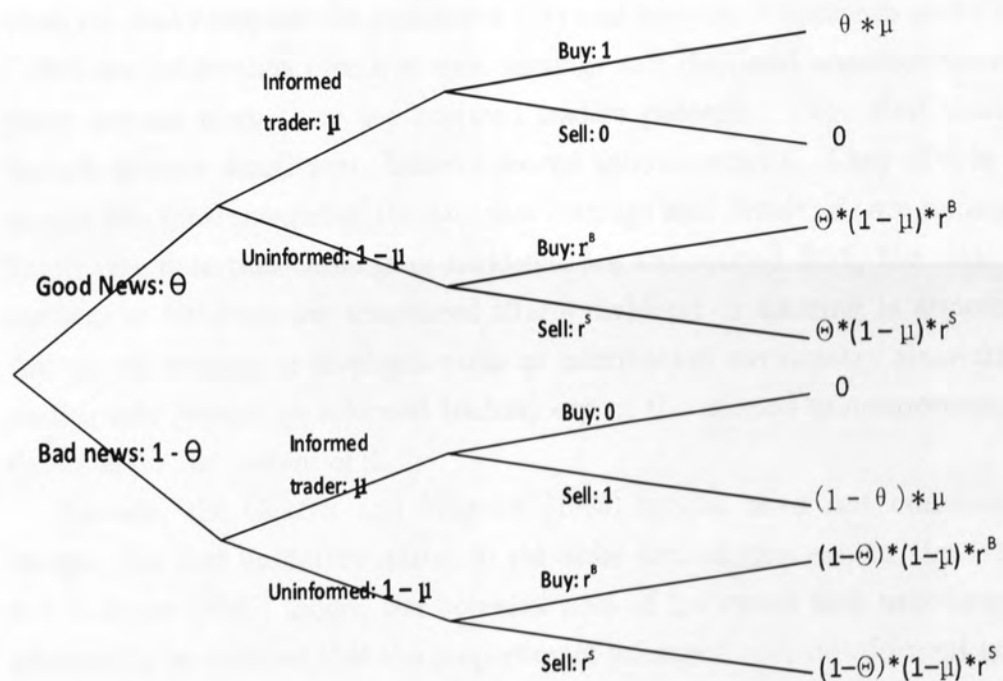 θ * μ
Buy: 1
Informed
trader: μ
Sell: 0
0
Θ*(1 − μ)*r^B
Buy: r^B
Uninformed: 1 − μ
Good News: Θ
Sell: r^S
Θ*(1 − μ)*r^S
0
Buy: 0
Informed
Bad news: 1 - Θ
trader: μ
Sell: 1
(1 − θ) * μ
Buy: r^B
(1−Θ)*(1−μ)*r^B
Uninformed: 1 − μ
Sell: r^S
(1−Θ)*(1−μ)*r^S